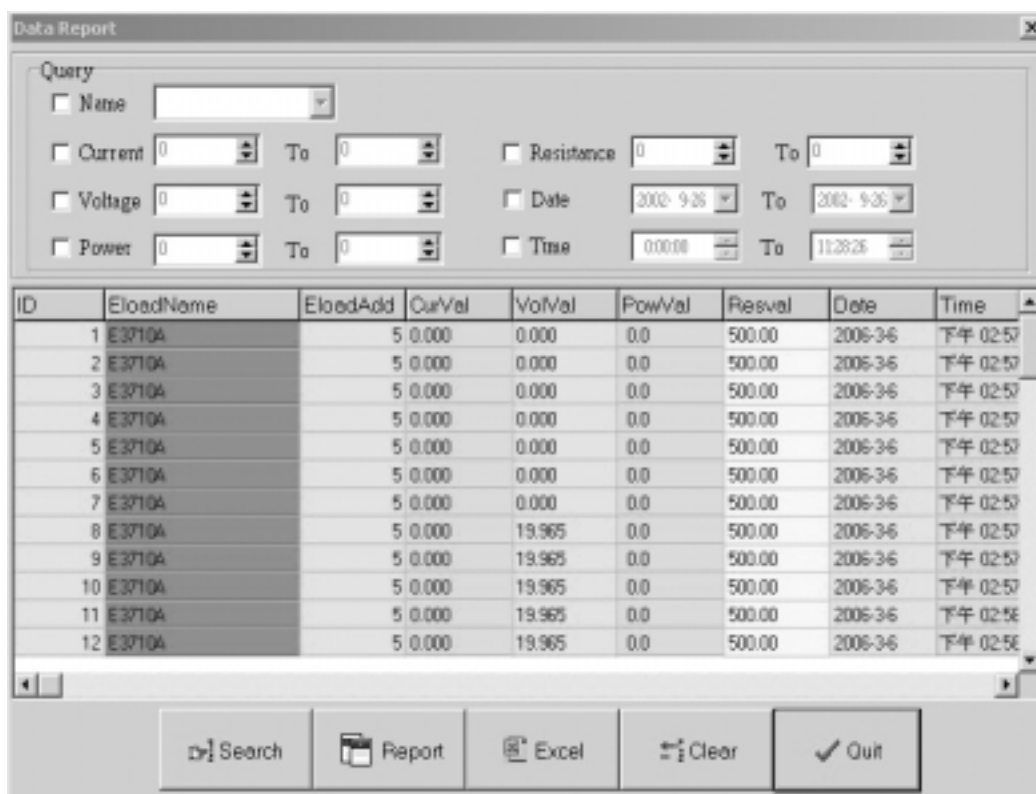 Data Report
Query
Name
Current 0 To 0 Resistance 0 To 0
Voltage 0 To 0 Date 2002- 9-26 To 2002- 9-26
Power 0 To 0 Time 0:00:00 To 11:28:26
ID EloadName EloadAdd CurVal VolVal PowVal Resval Date Time
1 E3710A 5 0.000 0.000 0.0 500.00 2006-3-6 下午 02:57
2 E3710A 5 0.000 0.000 0.0 500.00 2006-3-6 下午 02:57
3 E3710A 5 0.000 0.000 0.0 500.00 2006-3-6 下午 02:57
4 E3710A 5 0.000 0.000 0.0 500.00 2006-3-6 下午 02:57
5 E3710A 5 0.000 0.000 0.0 500.00 2006-3-6 下午 02:57
6 E3710A 5 0.000 0.000 0.0 500.00 2006-3-6 下午 02:57
7 E3710A 5 0.000 0.000 0.0 500.00 2006-3-6 下午 02:57
8 E3710A 5 0.000 19.965 0.0 500.00 2006-3-6 下午 02:57
9 E3710A 5 0.000 19.965 0.0 500.00 2006-3-6 下午 02:57
10 E3710A 5 0.000 19.965 0.0 500.00 2006-3-6 下午 02:57
11 E3710A 5 0.000 19.965 0.0 500.00 2006-3-6 下午
12 E3710A 5 0.000 19.965 0.0 500.00 2006-3-6 下午
Search Report Excel Clear Quit